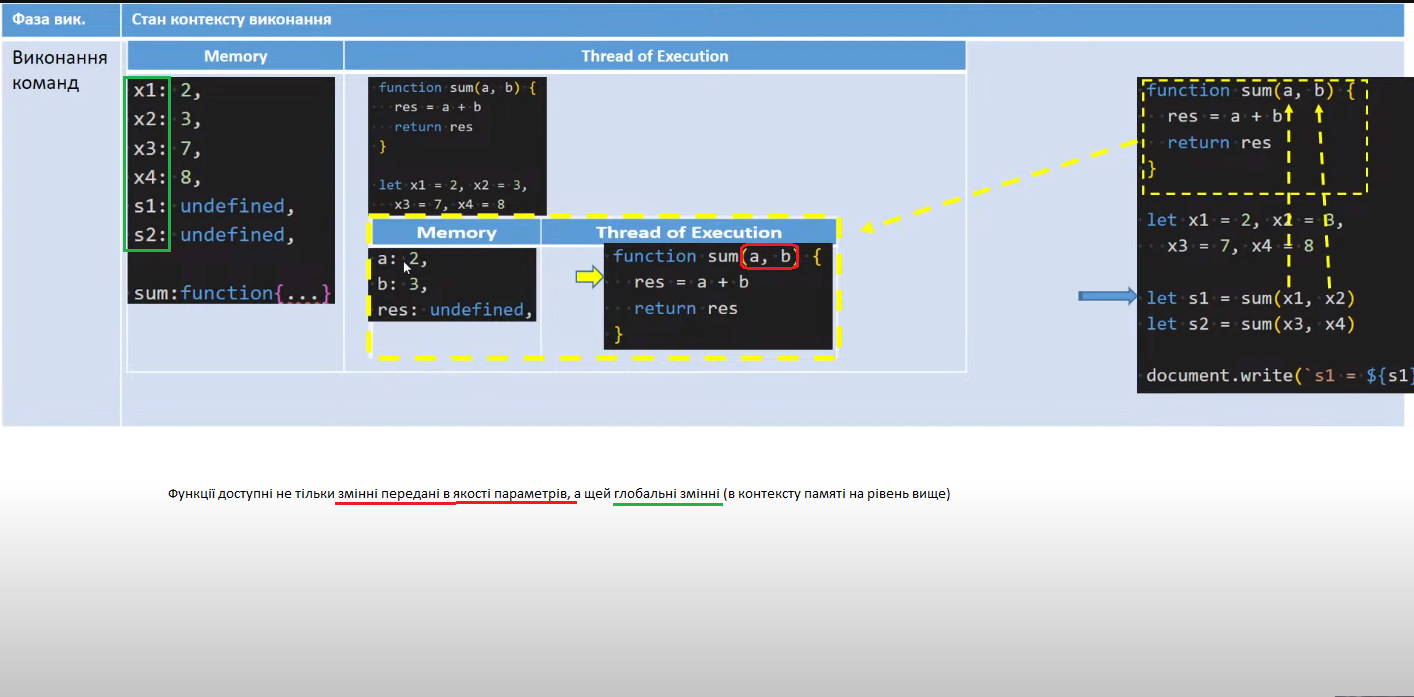 Фаза вик. Стан контексту виконання
Виконання
команд
Memory Thread of Execution
x1: 2,
x2: 3,
x3: 7,
x4: 8,
s1: undefined,
s2: undefined,
sum:function{...}
function sum(a, b) {
res = a + b
return res
}
let x1 = 2, x2 = 3,
x3 = 7, x4 = 8
Memory Thread of Execution
a: 2,
b: 3,
res: undefined,
function sum(a, b) {
res = a + b
return res
}
function sum(a, b) {
res = a + b
return res
}
let x1 = 2, x2 = 3,
x3 = 7, x4 = 8
let s1 = sum(x1, x2)
let s2 = sum(x3, x4)
document.write(`s1 = ${s1}
Функції доступні не тільки змінні передані в якості параметрів, а щей глобальні змінні (в контексту памяті на рівень вище)